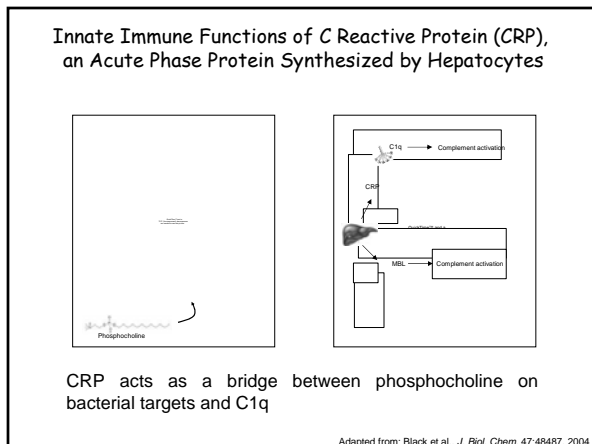 Innate Immune Functions of C Reactive Protein (CRP),
an Acute Phase Protein Synthesized by Hepatocytes
C1q
Complement activation
CRP
MBL
Complement activation
Phosphocholine
CRP acts as a bridge between phosphocholine on
bacterial targets and C1q
Adapted from: Black et al., J. Biol. Chem. 47:48487, 2004